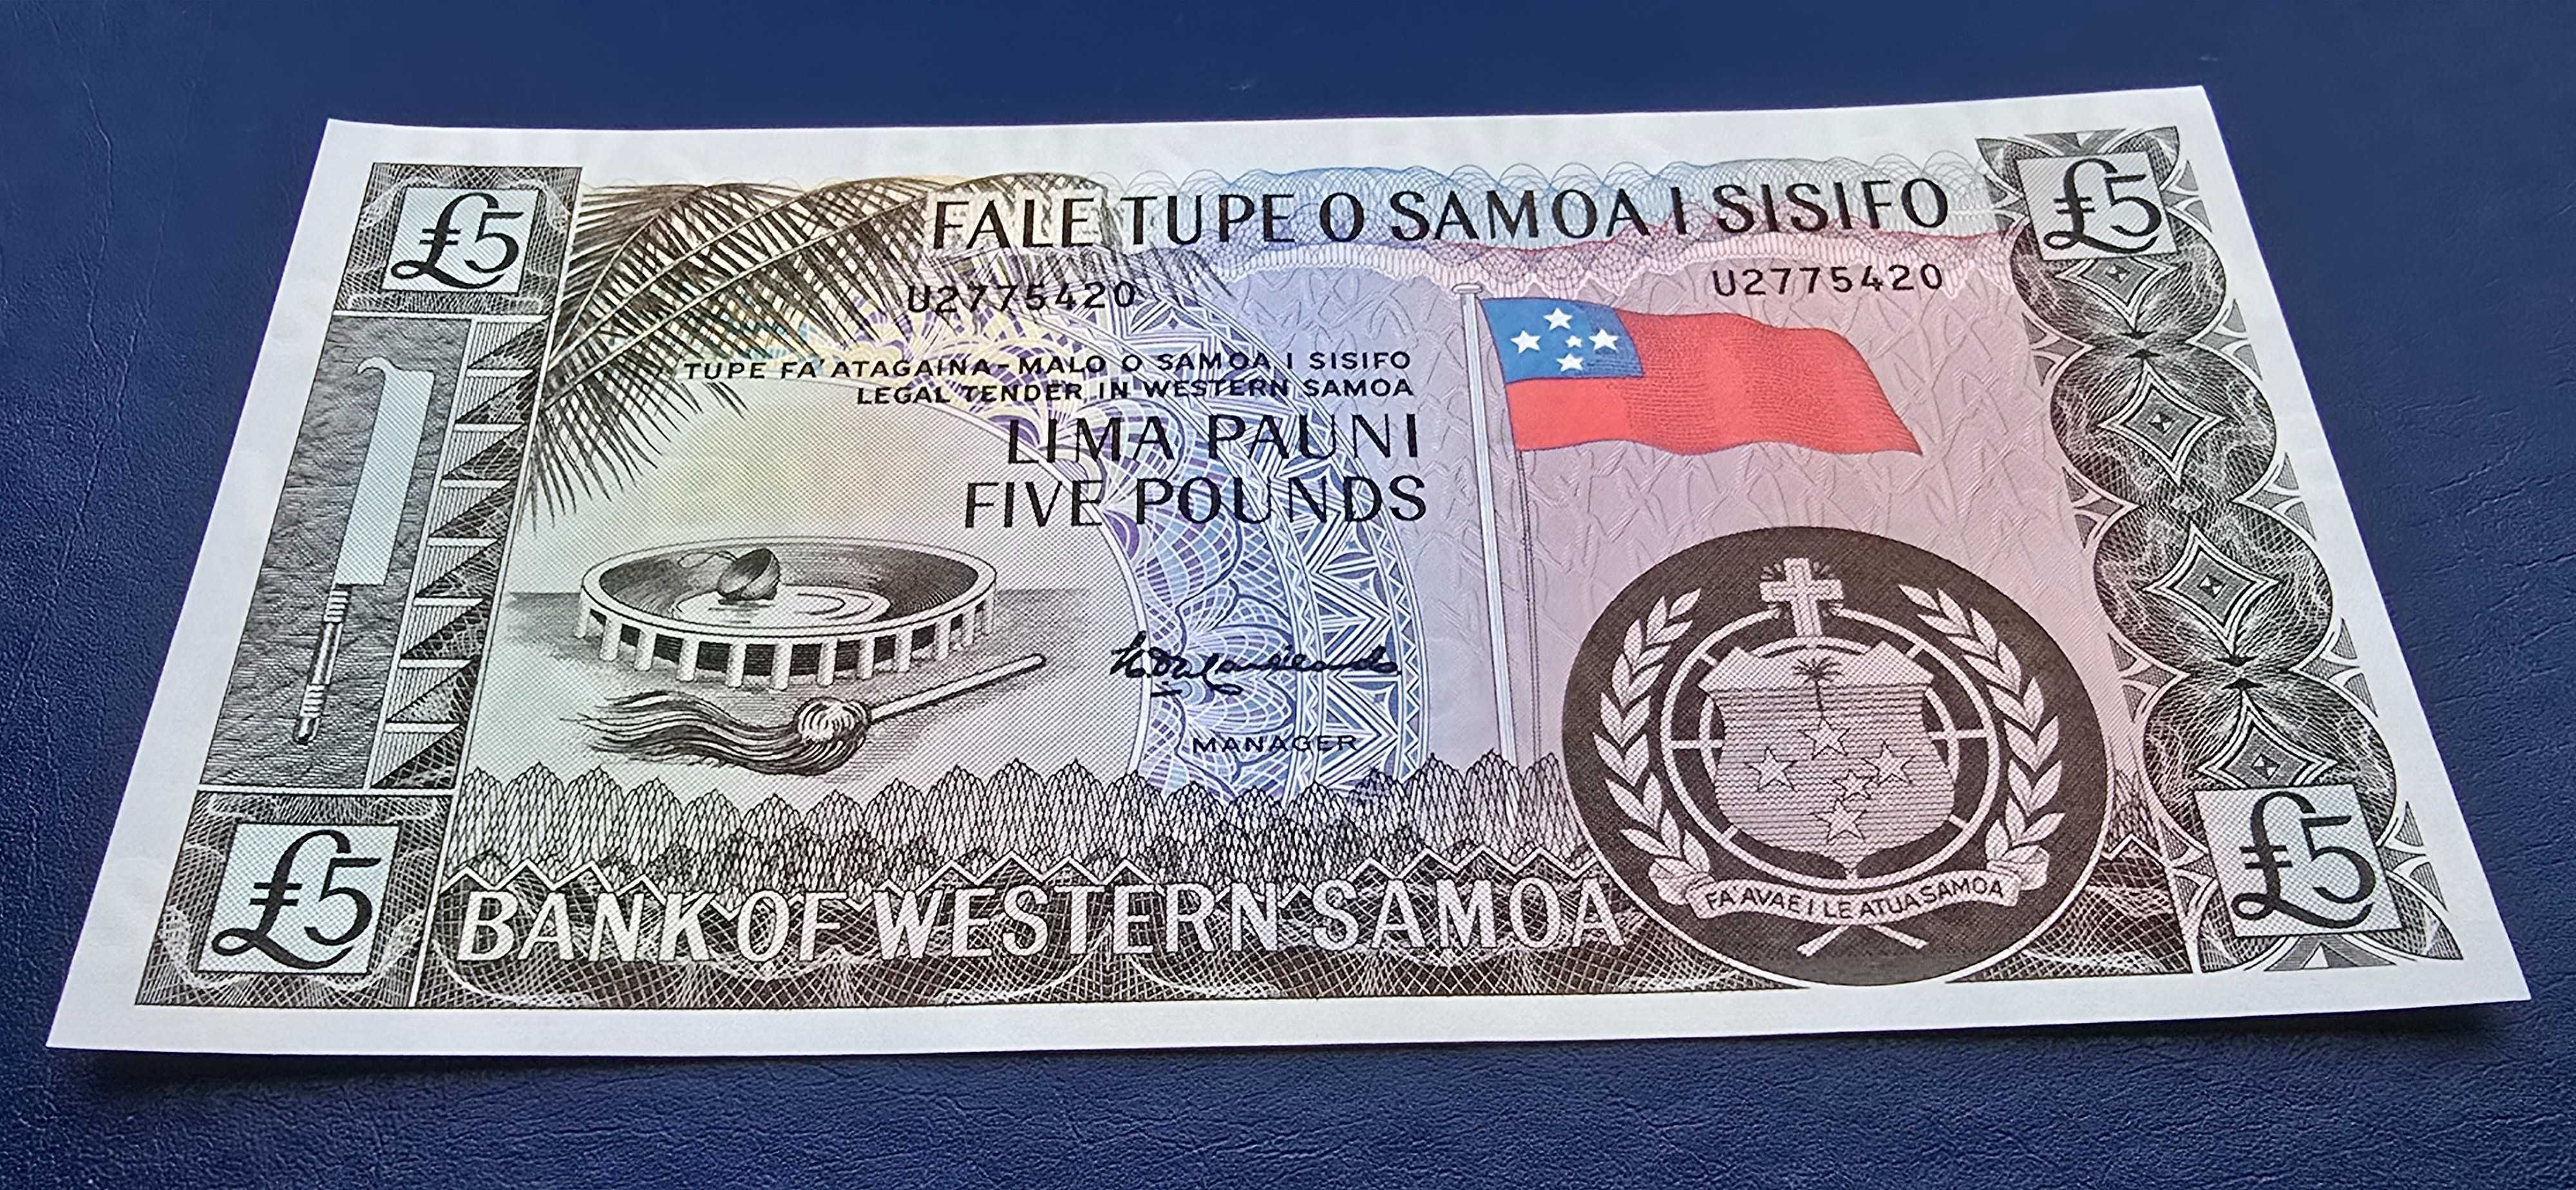 £5
FALE TUPE O SAMOA I SISIFO
£5
U2775420
U2775420
TUPE FA'ATAGAINA - MALO O SAMOA I SISIFO
LEGAL TENDER IN WESTERN SAMOA
LIMA PAUNI
FIVE POUNDS
MANAGER
£5
BANK OF WESTERN SAMOA
FA'AVAE I LE ATUA SAMOA
£5